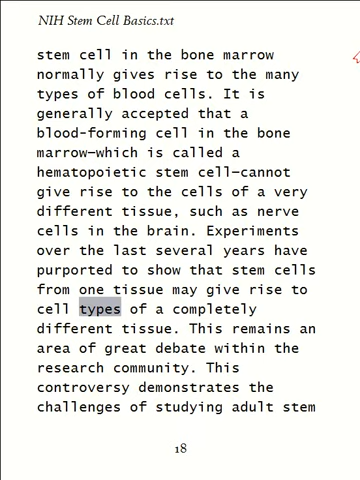 NIH Stem Cell Basics.txt
stem cell in the bone marrow
normally gives rise to the many
types of blood cells. It is
generally accepted that a
blood-forming cell in the bone
marrow—which is called a
hematopoietic stem cell—cannot
give rise to the cells of a very
different tissue, such as nerve
cells in the brain. Experiments
over the last several years have
purported to show that stem cells
from one tissue may give rise to
cell types of a completely
different tissue. This remains an
area of great debate within the
research community. This
controversy demonstrates the
challenges of studying adult stem
18